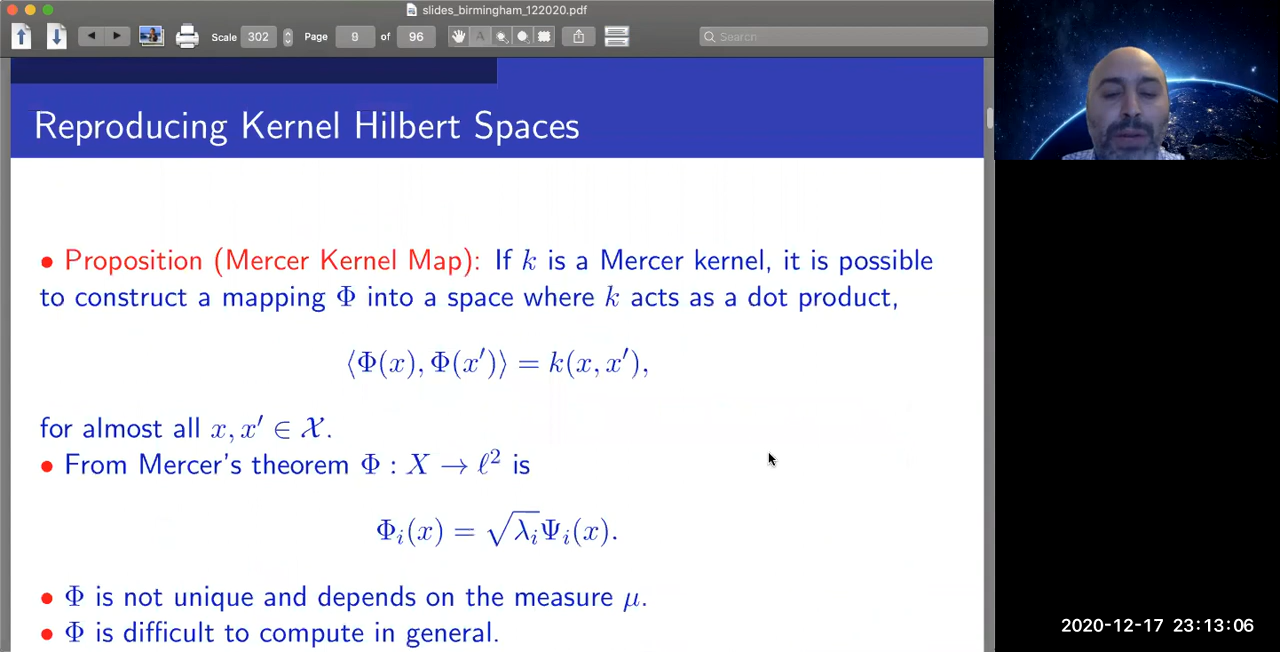 slides_birmingham_122020.pdf
Scale 302 Page 9 of 96 Search
Reproducing Kernel Hilbert Spaces
• Proposition (Mercer Kernel Map): If k is a Mercer kernel, it is possible
to construct a mapping Φ into a space where k acts as a dot product,
⟨Φ(x), Φ(x′)⟩ = k(x, x′),
for almost all x, x′ ∈ 𝒳.
• From Mercer's theorem Φ : X → ℓ² is
Φᵢ(x) = √λᵢΨᵢ(x).
• Φ is not unique and depends on the measure μ.
• Φ is difficult to compute in general.
2020-12-17 23:13:06